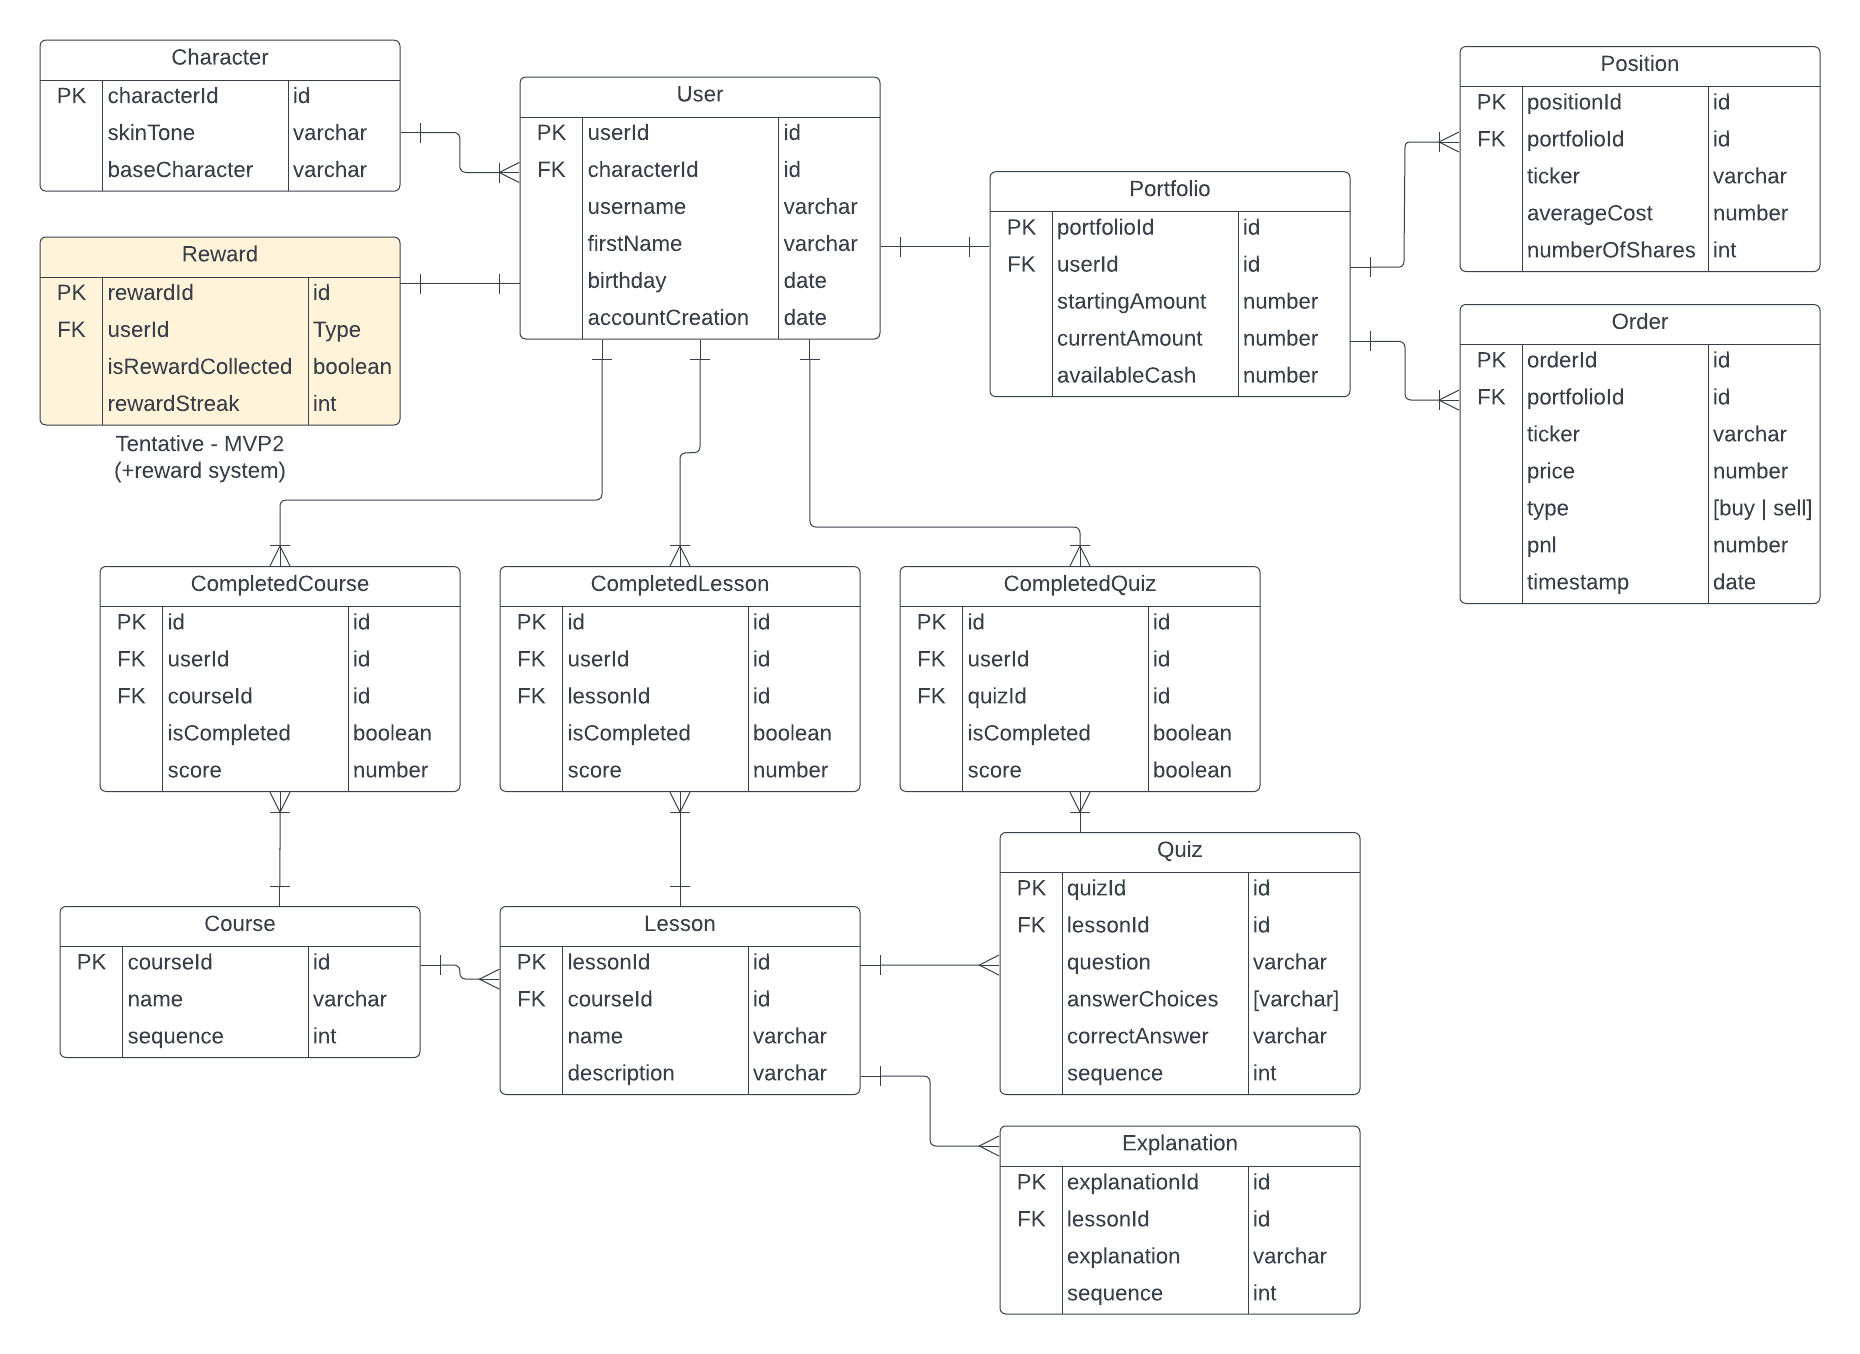 Character
PK characterId id
skinTone varchar
baseCharacter varchar
Reward
PK rewardId id
FK userId Type
isRewardCollected boolean
rewardStreak int
Tentative - MVP2
(+reward system)
User
PK userId id
FK characterId id
username varchar
firstName varchar
birthday date
accountCreation date
Portfolio
PK portfolioId id
FK userId id
startingAmount number
currentAmount number
availableCash number
Position
PK positionId id
FK portfolioId id
ticker varchar
averageCost number
numberOfShares int
Order
PK orderId id
FK portfolioId id
ticker varchar
price number
type [buy | sell]
pnl number
timestamp date
CompletedCourse
PK id id
FK userId id
FK courseId id
isCompleted boolean
score number
CompletedLesson
PK id id
FK userId id
FK lessonId id
isCompleted boolean
score number
CompletedQuiz
PK id id
FK userId id
FK quizId id
isCompleted boolean
score boolean
Course
PK courseId id
name varchar
sequence int
Lesson
PK lessonId id
FK courseId id
name varchar
description varchar
Quiz
PK quizId id
FK lessonId id
question varchar
answerChoices [varchar]
correctAnswer varchar
sequence int
Explanation
PK explanationId id
FK lessonId id
explanation varchar
sequence int